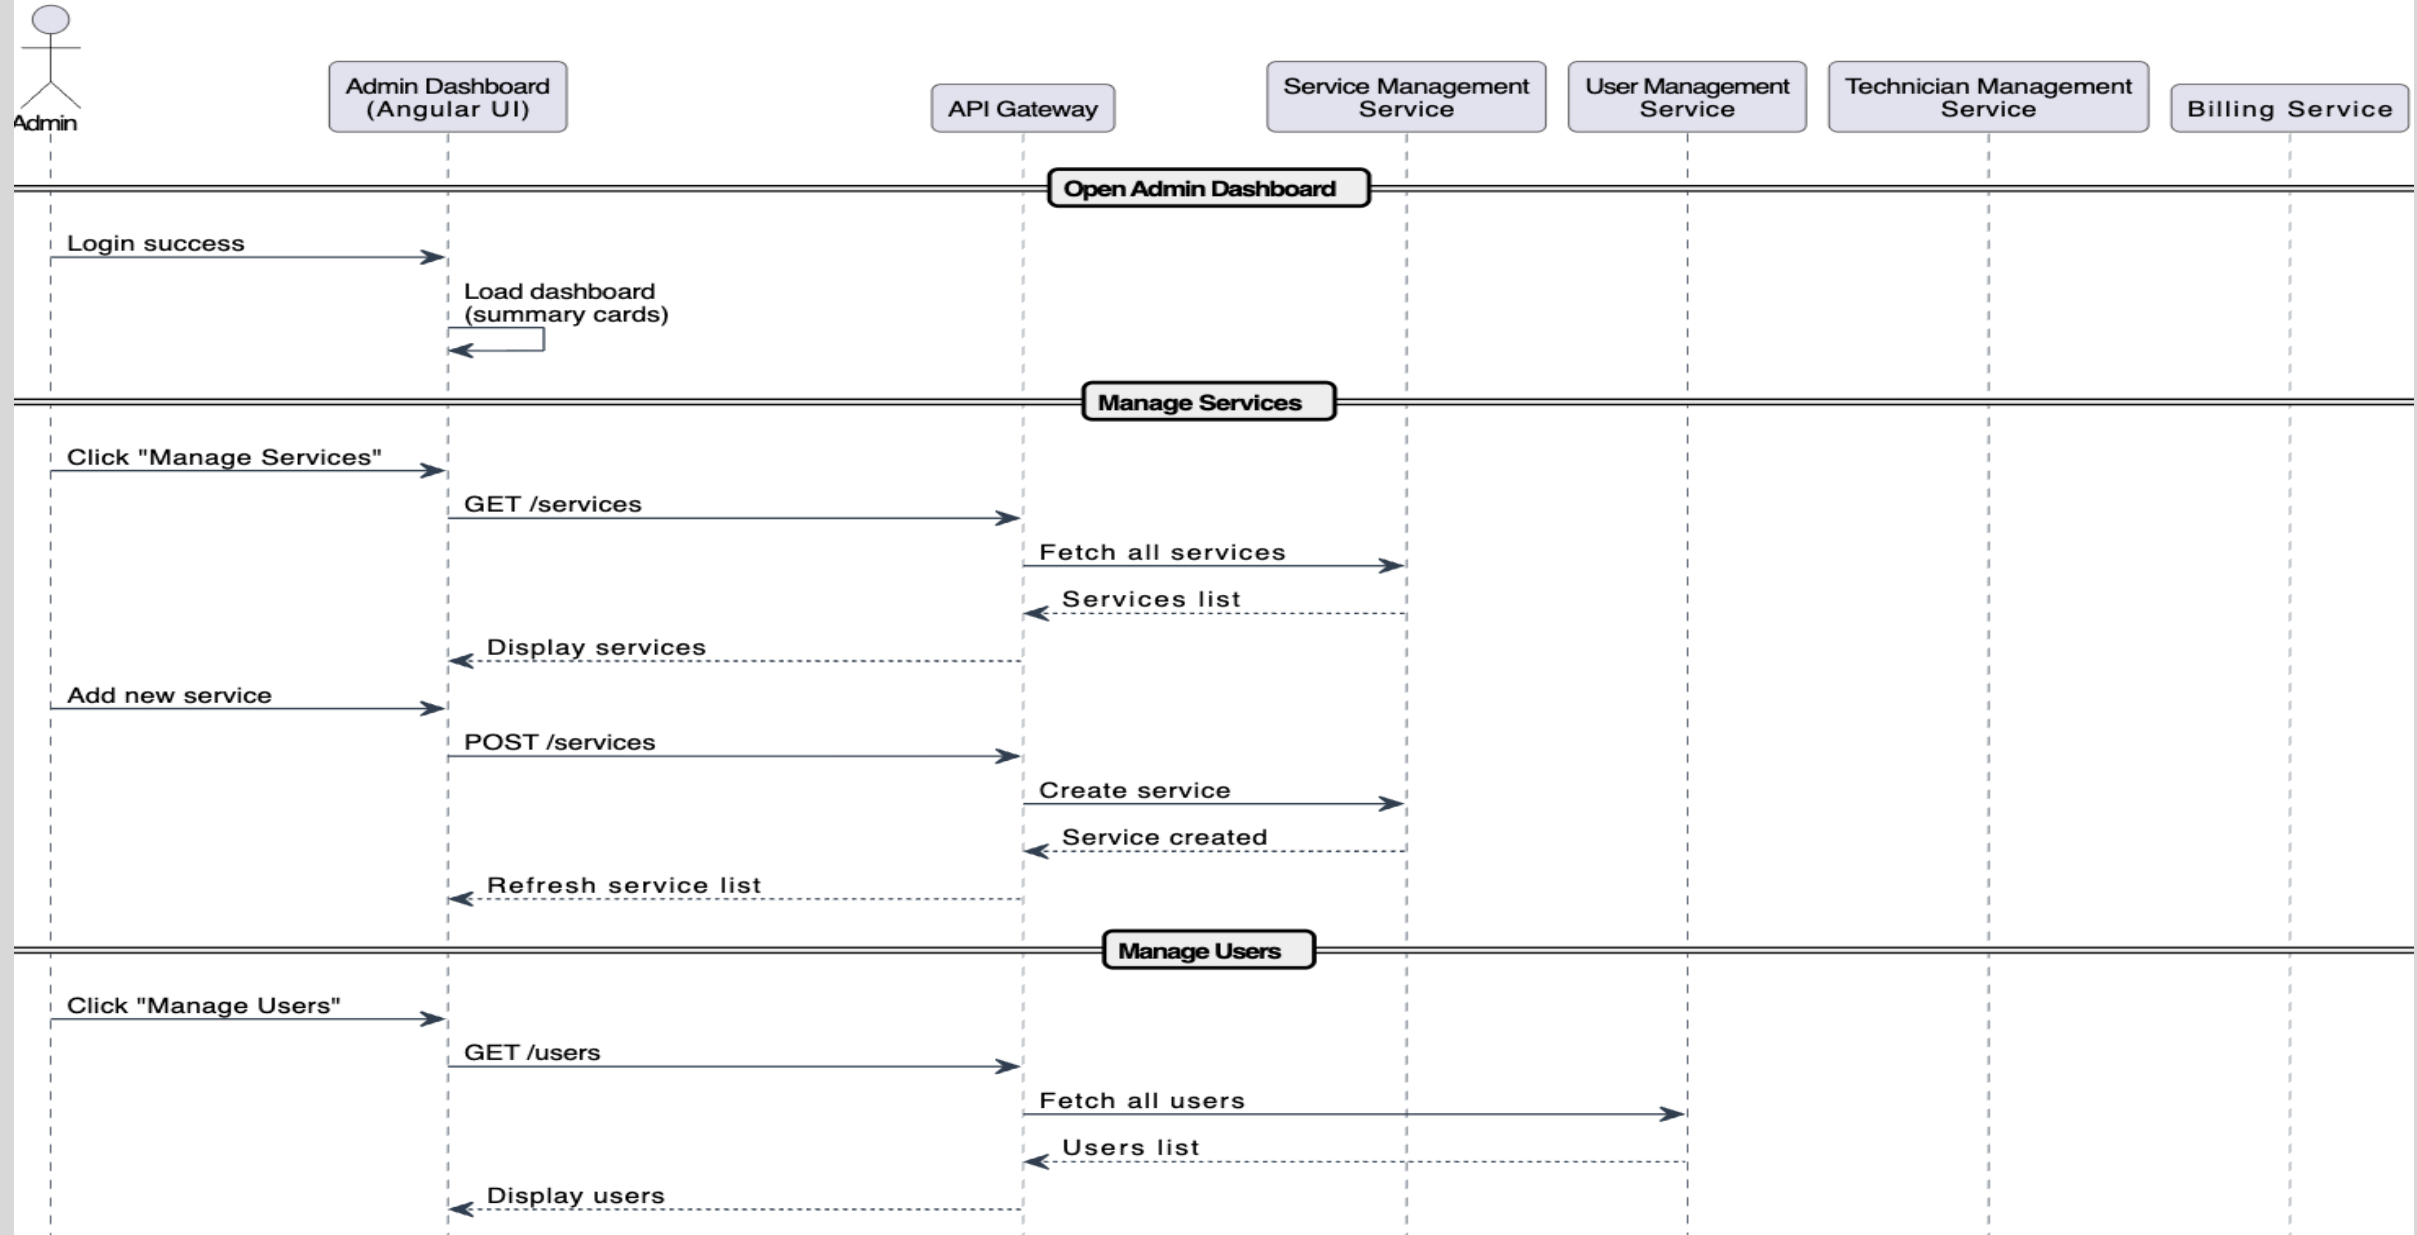 Admin
Admin Dashboard
(Angular UI)
API Gateway
Service Management
Service
User Management
Service
Technician Management
Service
Billing Service
Open Admin Dashboard
Login success
Load dashboard
(summary cards)
Manage Services
Click "Manage Services"
GET /services
Fetch all services
Services list
Display services
Add new service
POST /services
Create service
Service created
Refresh service list
Manage Users
Click "Manage Users"
GET /users
Fetch all users
Users list
Display users